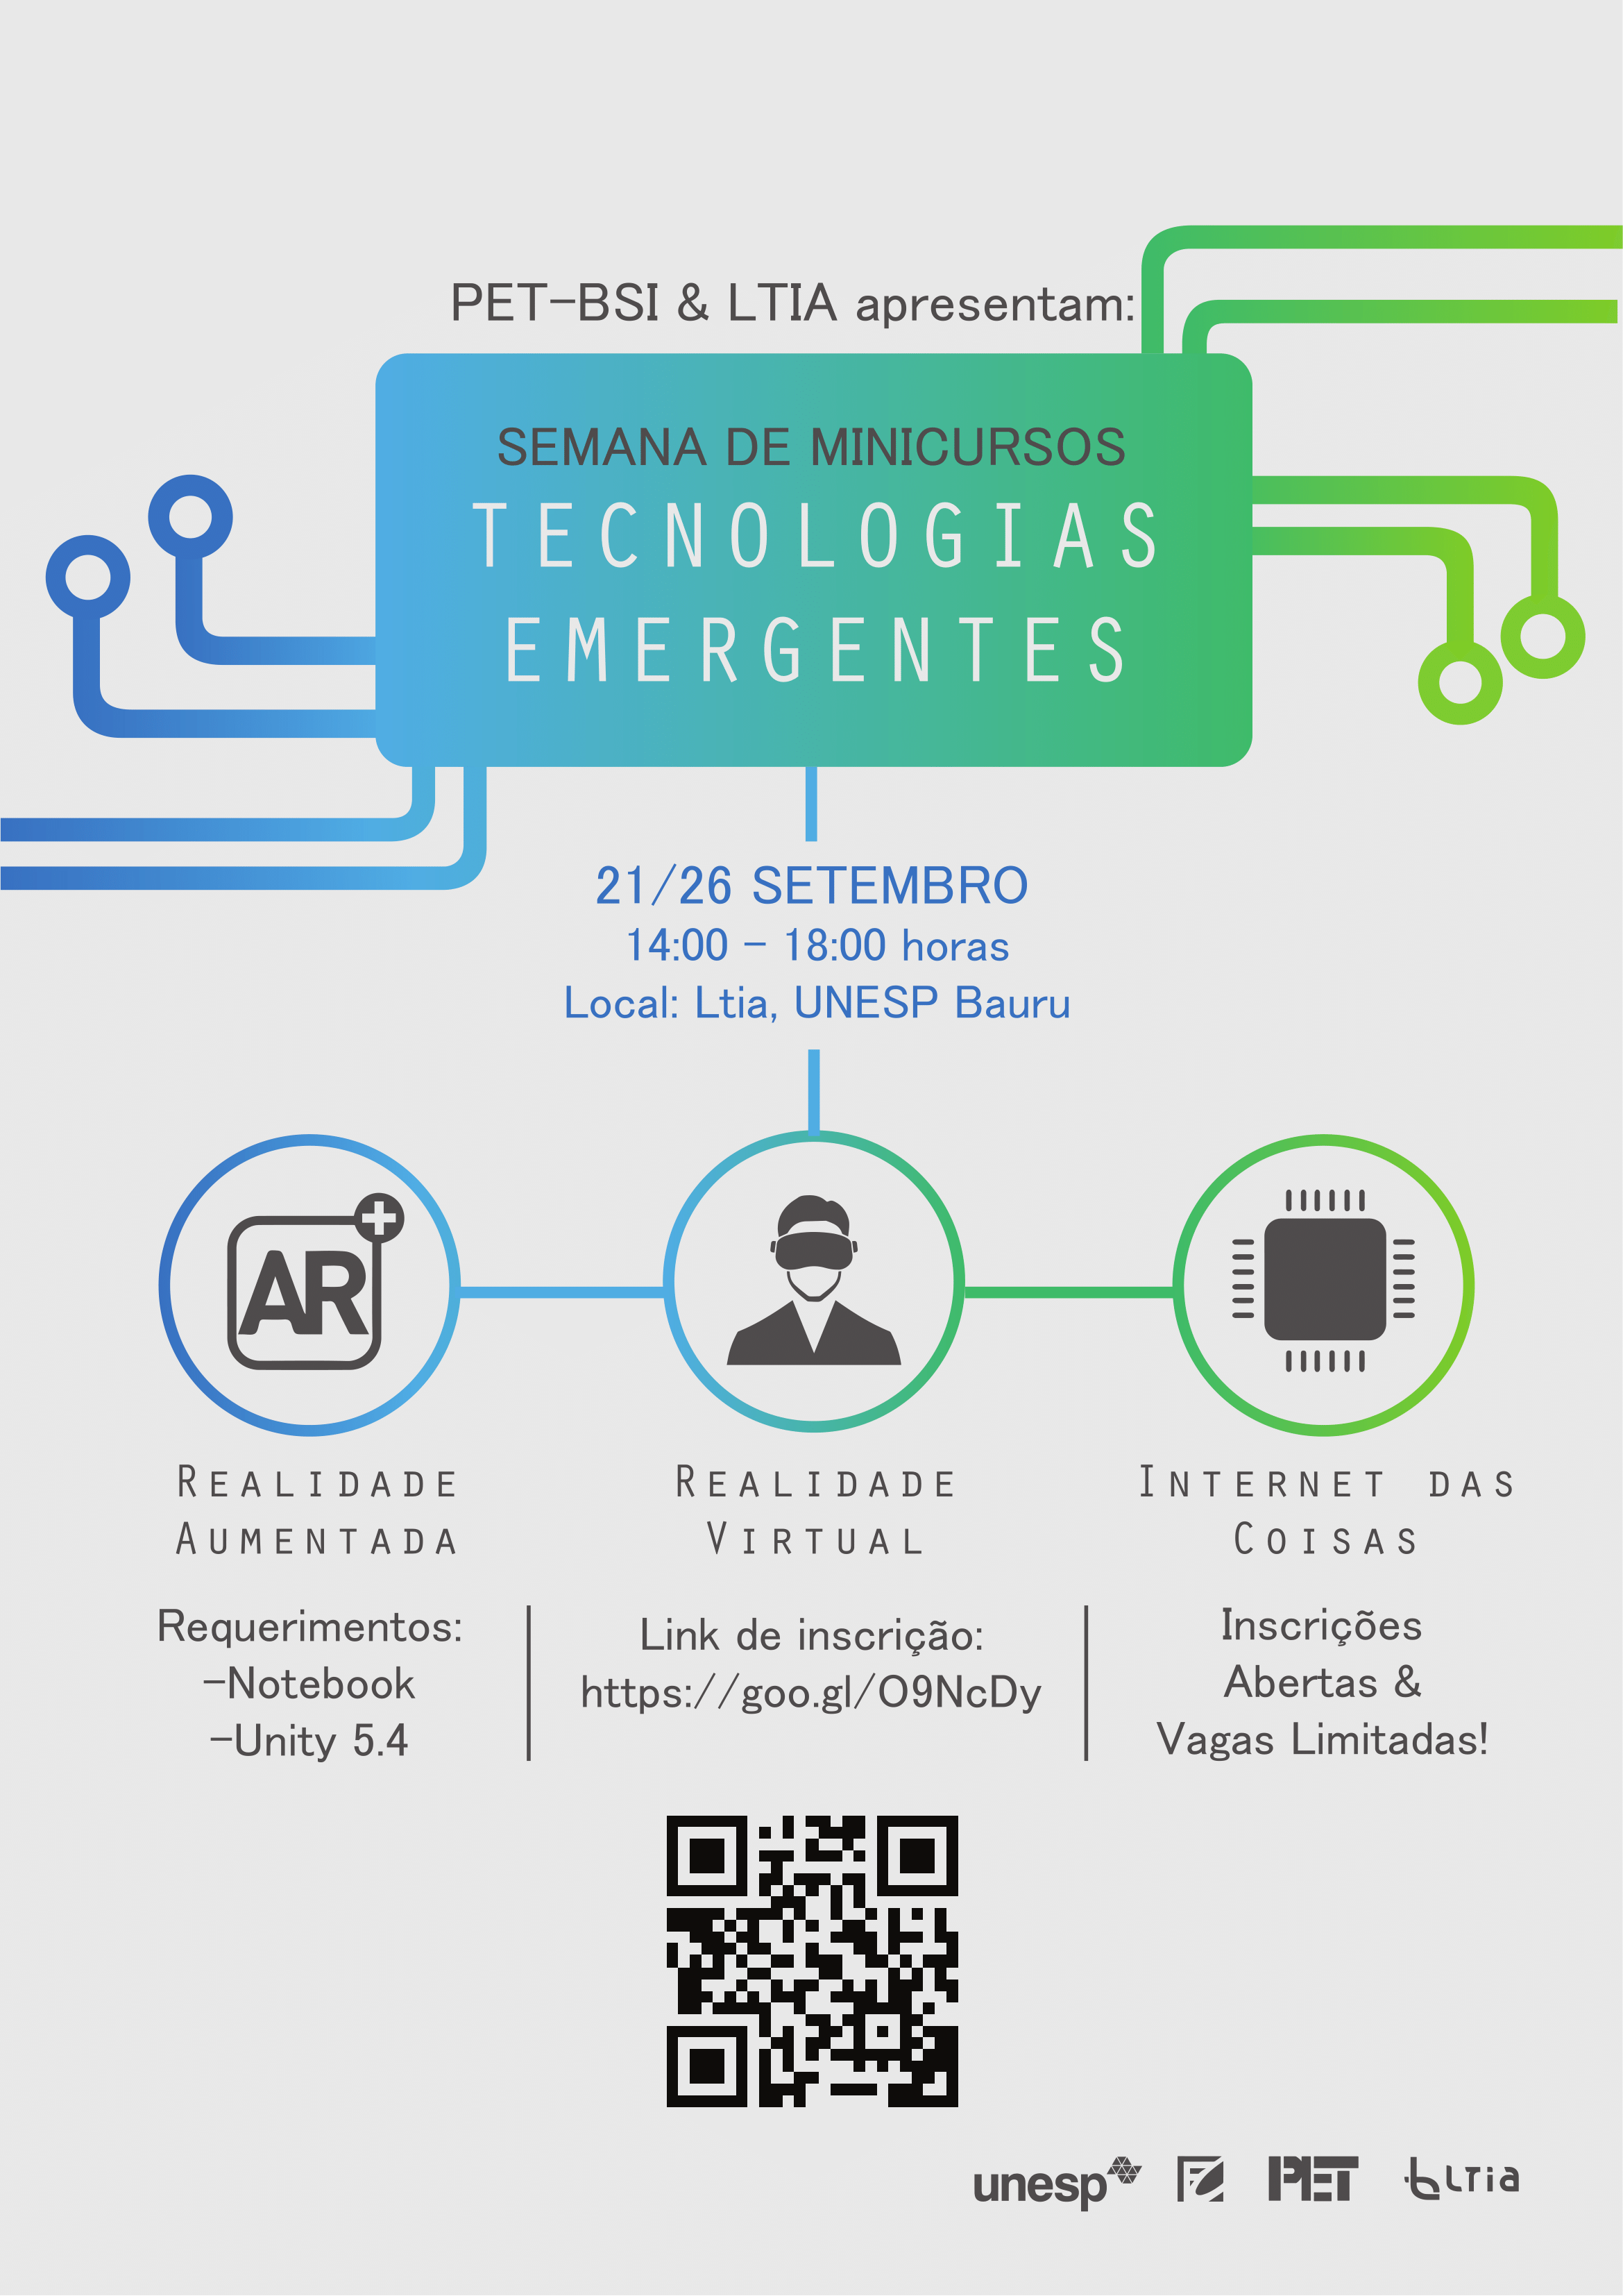 PET-BSI & LTIA apresentam:
SEMANA DE MINICURSOS
TECNOLOGIAS
EMERGENTES
21/26 SETEMBRO
14:00 - 18:00 horas
Local: Ltia, UNESP Bauru
AR
REALIDADE
AUMENTADA
REALIDADE
VIRTUAL
INTERNET DAS
COISAS
Requerimentos:
-Notebook
-Unity 5.4
Link de inscrição:
https://goo.gl/O9NcDy
Inscrições
Abertas &
Vagas Limitadas!
unesp PET Ltia